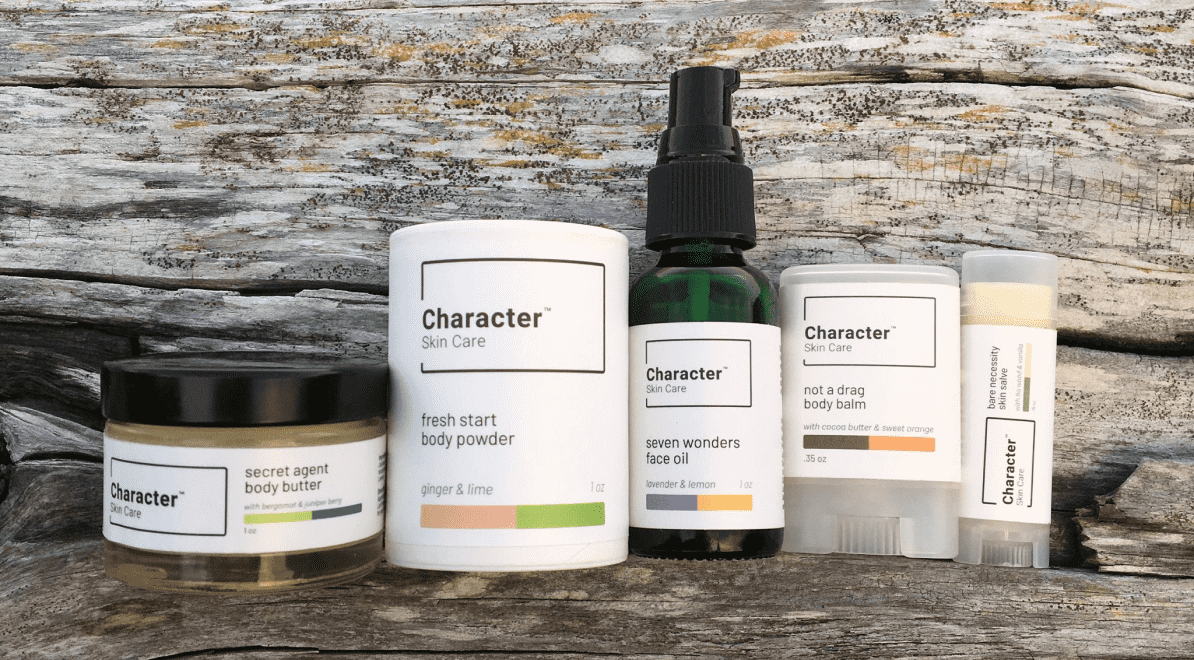 Character™
Skin Care
secret agent
body butter
with bergamot & juniper berry
1 oz
Character™
Skin Care
fresh start
body powder
ginger & lime
1 oz
Character™
Skin Care
seven wonders
face oil
lavender & lemon
1 oz
Character™
Skin Care
not a drag
body balm
with cocoa butter & sweet orange
.35 oz
Character™
Skin Care
bare necessity
skin salve